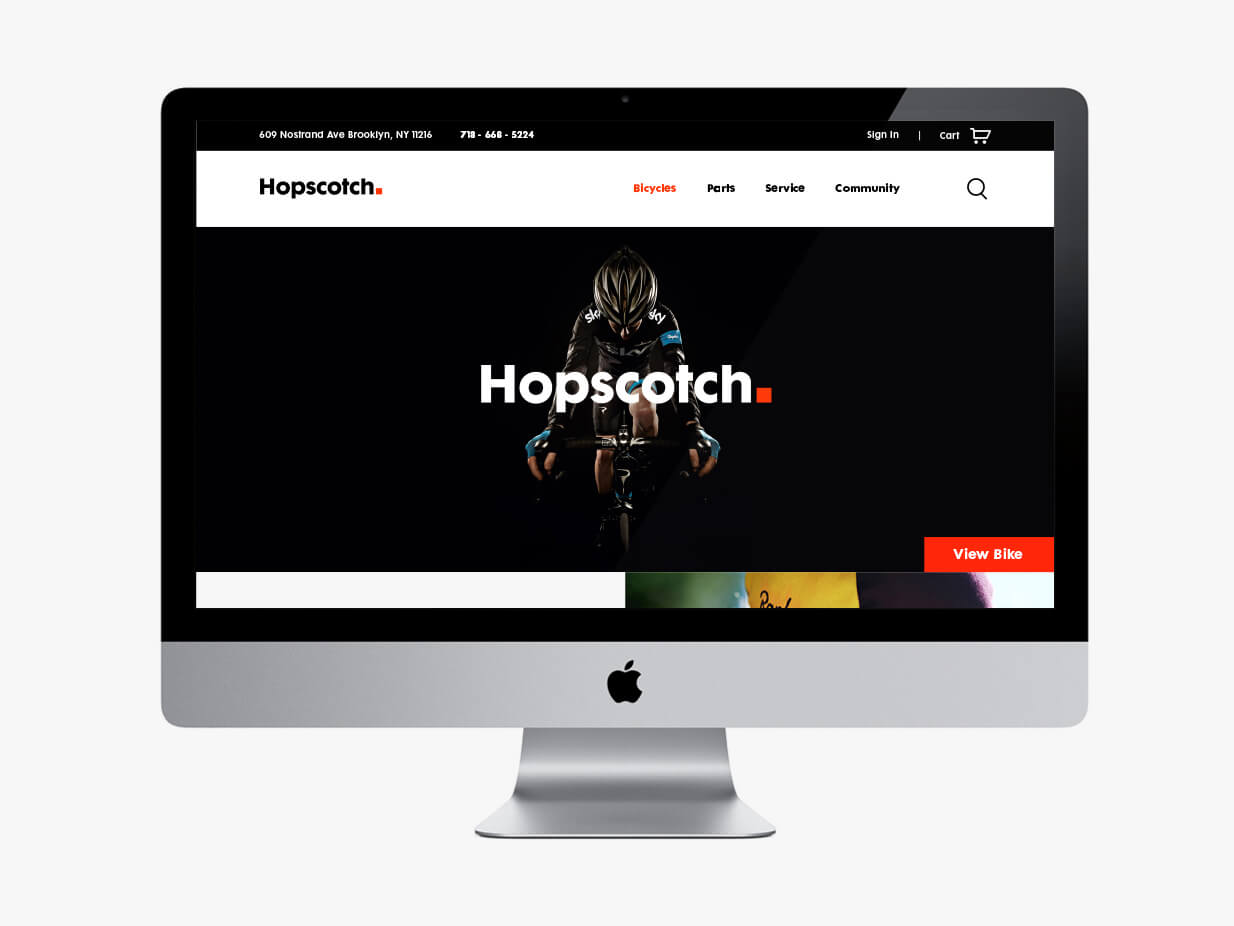 609 Nostrand Ave Brooklyn, NY 11216 718 - 668 - 5224 Sign In | Cart
Hopscotch. Bicycles Parts Service Community
sky sky
SKY
Hopscotch.
View Bike